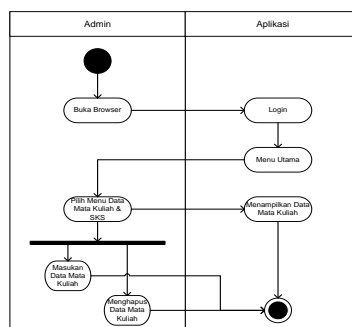 Admin
Aplikasi
Buka Browser
Login
Menu Utama
Pilih Menu Data
Mata Kuliah &
SKS
Menampilkan Data
Mata Kuliah
Masukan
Data Mata
Kuliah
Menghapus
Data Mata
Kuliah